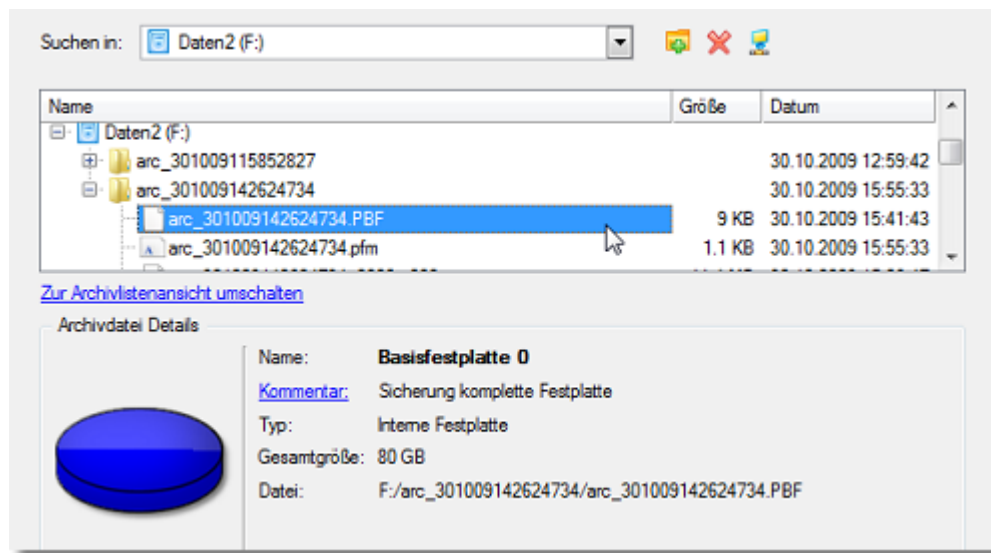 Suchen in: Daten2 (F:)
Name Größe Datum
Daten2 (F:)
arc_301009115852827 30.10.2009 12:59:42
arc_301009142624734 30.10.2009 15:55:33
arc_301009142624734.PBF 9 KB 30.10.2009 15:41:43
arc_301009142624734.pfm 1.1 KB 30.10.2009 15:55:33
Zur Archivlistenansicht umschalten
Archivdatei Details
Name: Basisfestplatte 0
Kommentar: Sicherung komplette Festplatte
Typ: Interne Festplatte
Gesamtgröße: 80 GB
Datei: F:/arc_301009142624734/arc_301009142624734.PBF